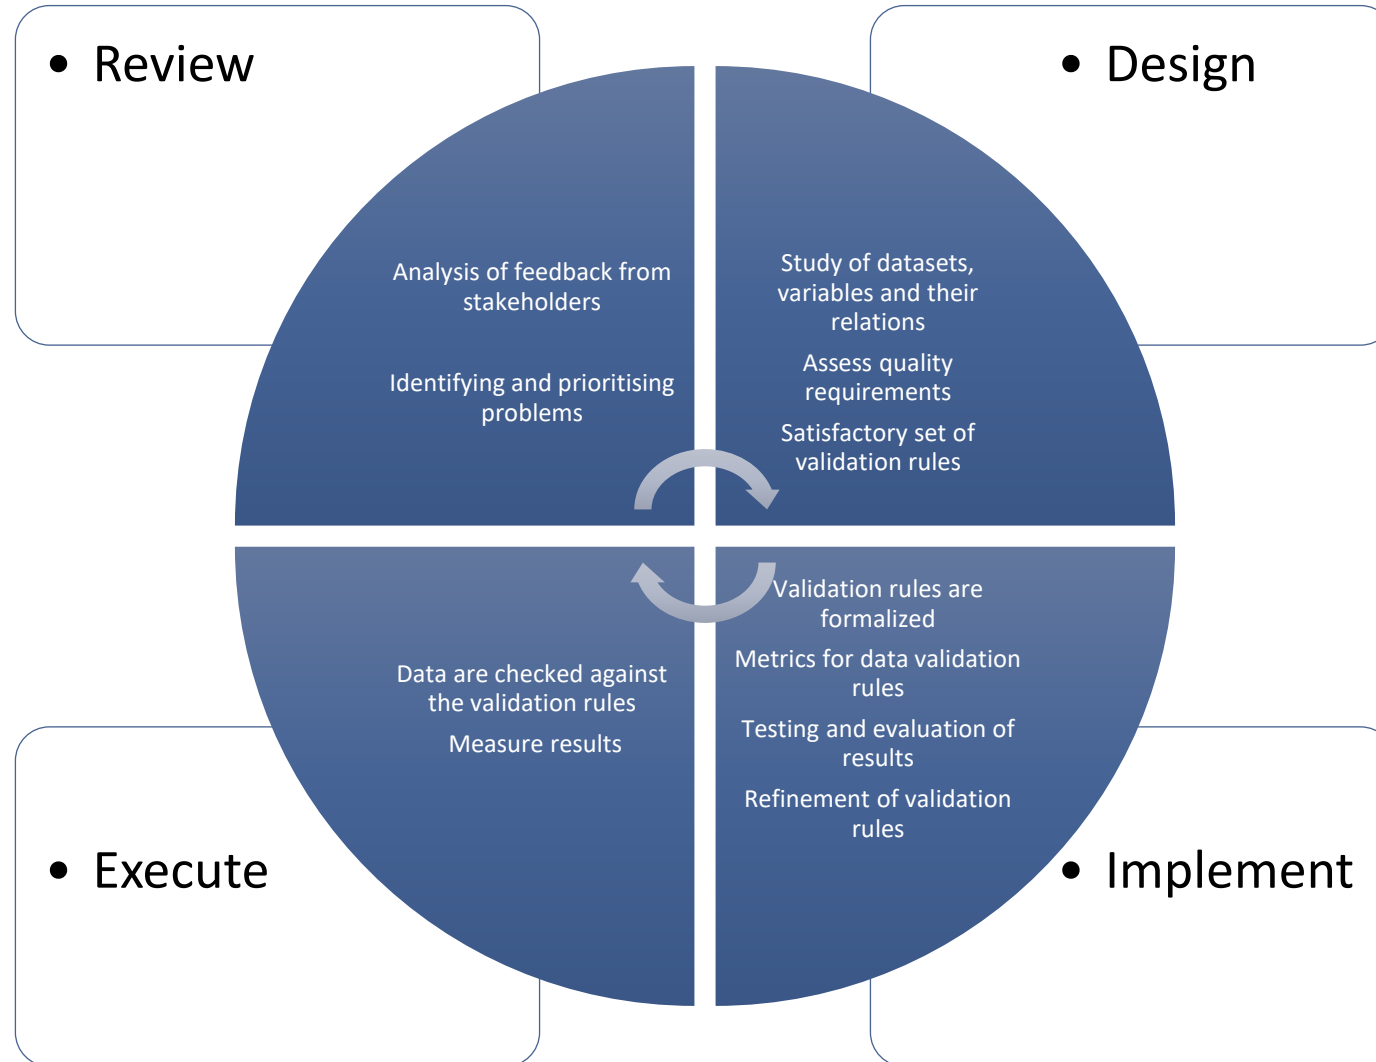 • Review
• Design
Analysis of feedback from
stakeholders
Identifying and prioritising
problems
Study of datasets,
variables and their
relations
Assess quality
requirements
Satisfactory set of
validation rules
Data are checked against
the validation rules
Measure results
Validation rules are
formalized
Metrics for data validation
rules
Testing and evaluation of
results
Refinement of validation
rules
• Execute
• Implement